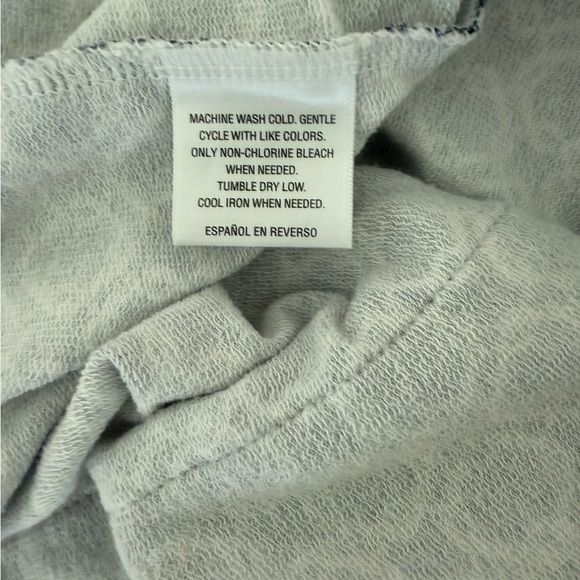 MACHINE WASH COLD. GENTLE
CYCLE WITH LIKE COLORS.
ONLY NON-CHLORINE BLEACH
WHEN NEEDED.
TUMBLE DRY LOW.
COOL IRON WHEN NEEDED.
ESPAÑOL EN REVERSO